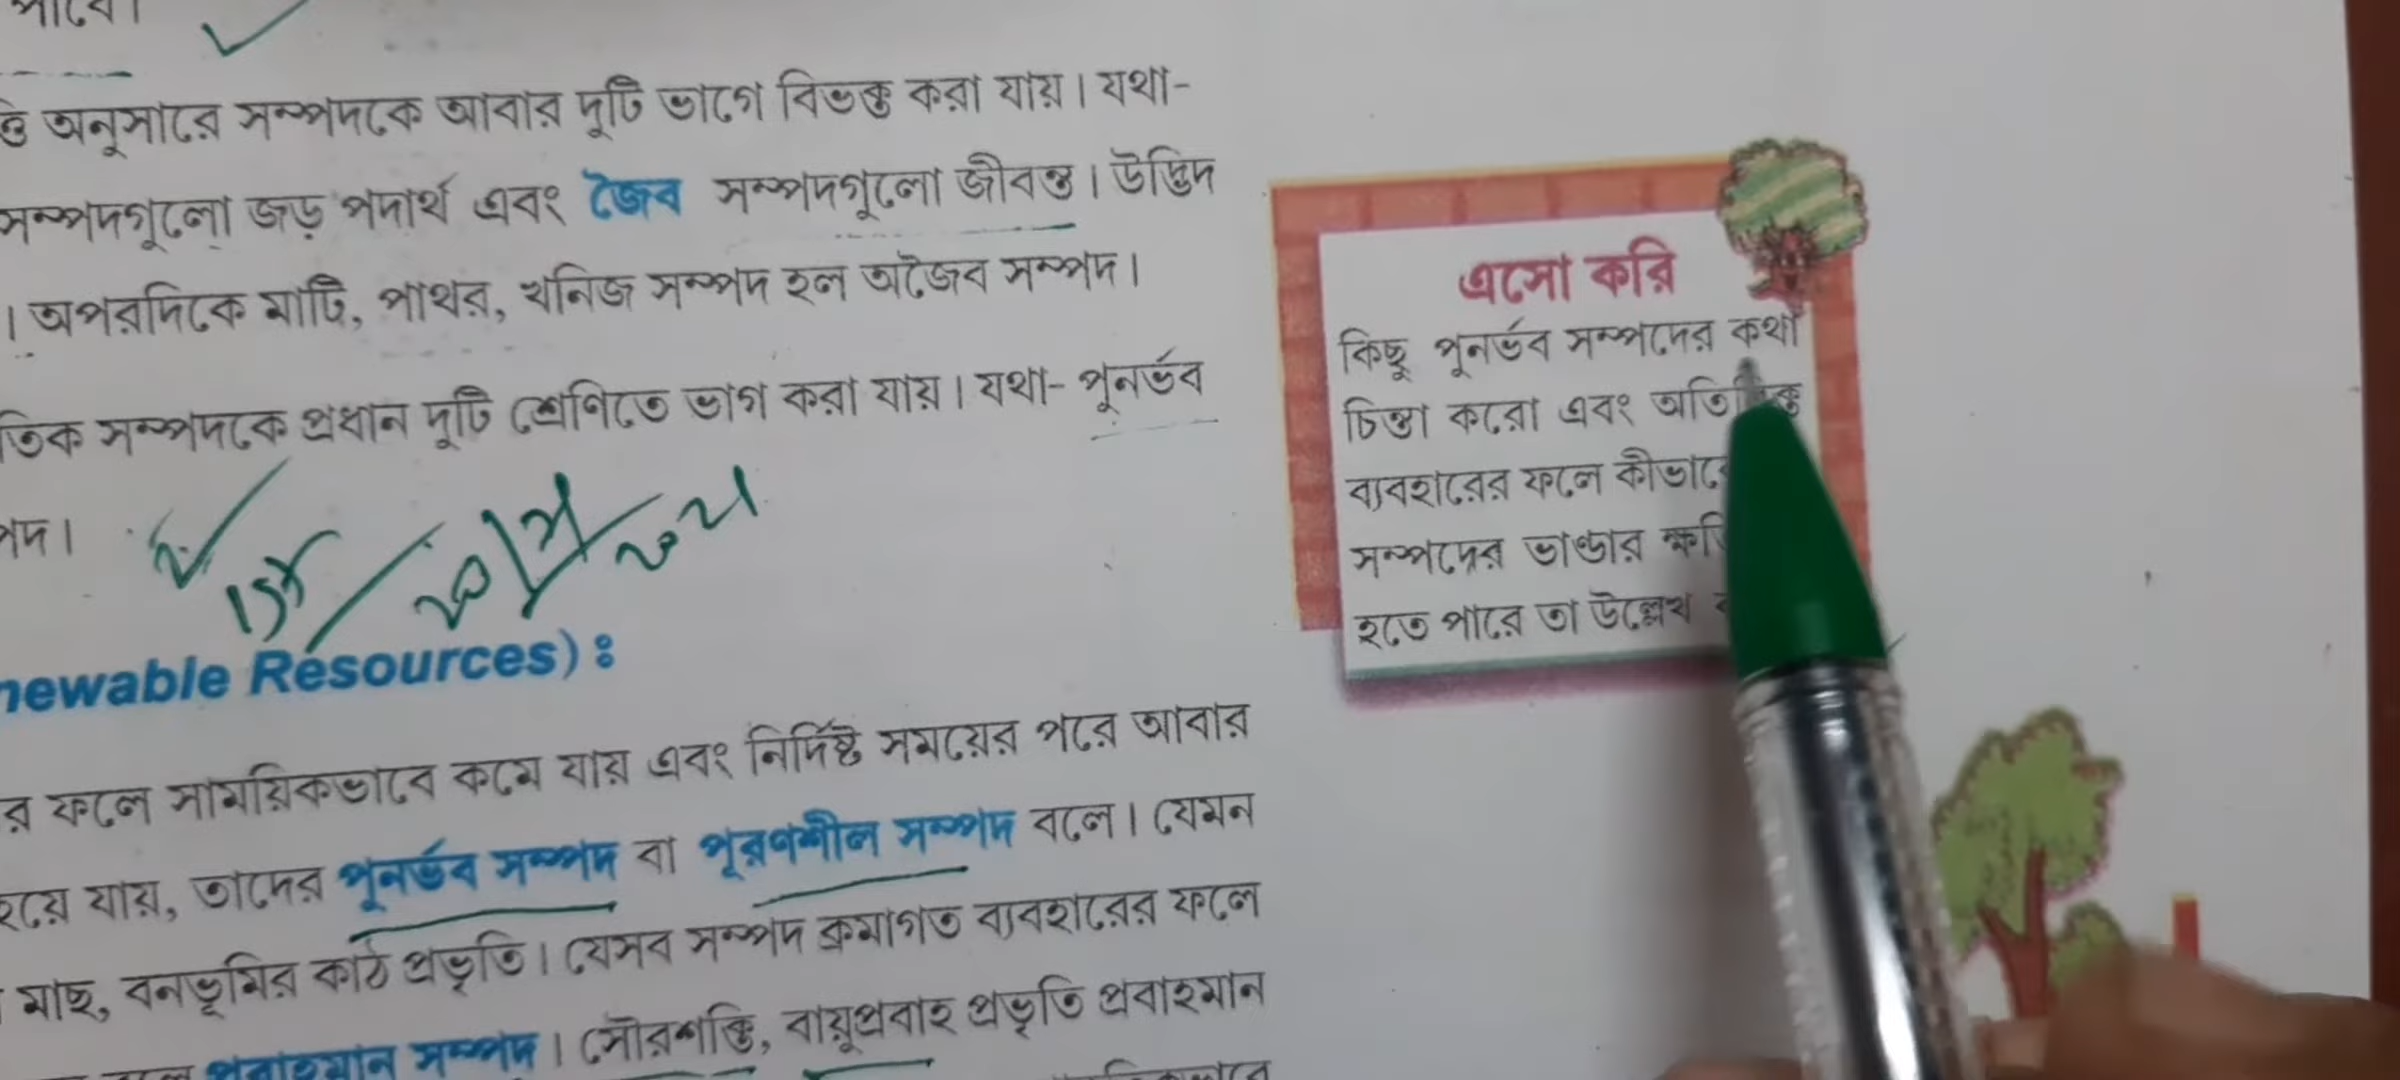 পাবে।
অনুসারে সম্পদকে আবার দুটি ভাগে বিভক্ত করা যায়। যথা-
সম্পদগুলো জড় পদার্থ এবং জৈব সম্পদগুলো জীবন্ত। উদ্ভিদ
। অপরদিকে মাটি, পাথর, খনিজ সম্পদ হল অজৈব সম্পদ।
তিক সম্পদকে প্রধান দুটি শ্রেণিতে ভাগ করা যায়। যথা- পুনর্ভব
পদ।
newable Resources) :
র ফলে সাময়িকভাবে কমে যায় এবং নির্দিষ্ট সময়ের পরে আবার
হয়ে যায়, তাদের পুনর্ভব সম্পদ বা পূরণশীল সম্পদ বলে। যেমন
মাছ, বনভূমির কাঠ প্রভৃতি। যেসব সম্পদ ক্রমাগত ব্যবহারের ফলে
প্রবাহমান সম্পদ। সৌরশক্তি, বায়ুপ্রবাহ প্রভৃতি প্রবাহমান
এসো করি
কিছু পুনর্ভব সম্পদের কথা
চিন্তা করো এবং
ব্যবহারের ফলে কীভাবে
সম্পদের ভাণ্ডার
হতে পারে তা উল্লেখ